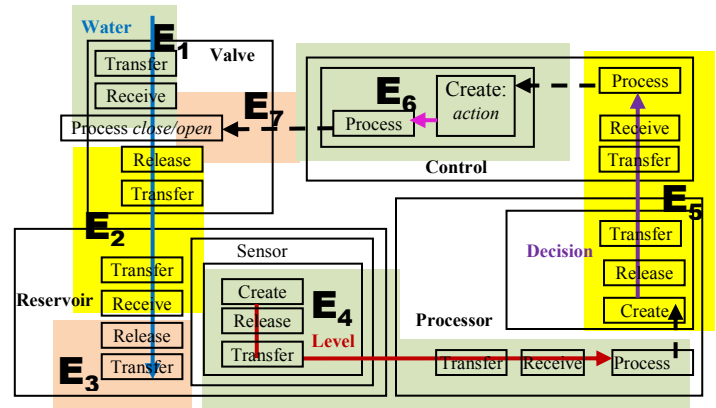 Water
E1
Valve
Transfer
Receive
E7
Process close/open
Release
Transfer
E2
E6
Create:
action
Process
Control
Process
Receive
Transfer
E5
Reservoir
Transfer
Receive
Release
Transfer
E3
Sensor
Create
Release
Transfer
E4
Level
Processor
Decision
Transfer
Release
Create
Transfer
Receive
Process